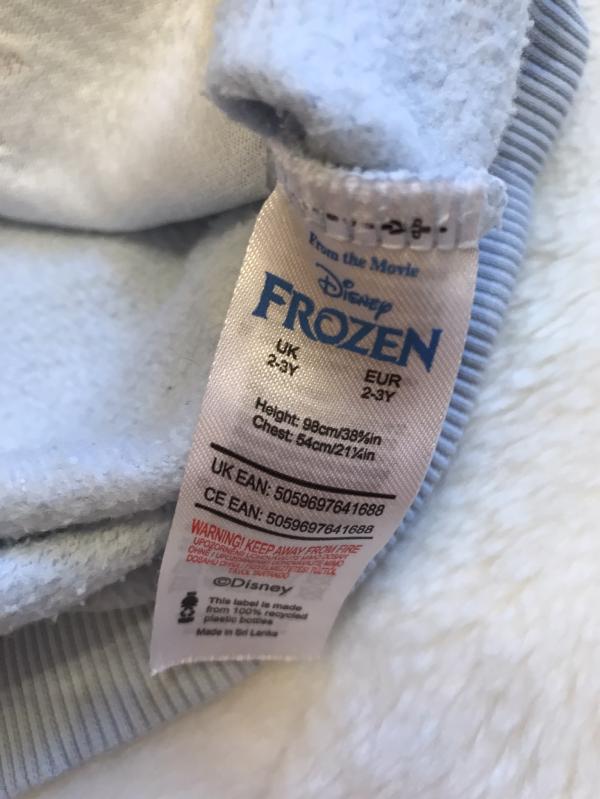 From the Movie
Disney
FROZEN
UK
2-3Y
EUR
2-3Y
Height: 98cm/38⅝in
Chest: 54cm/21¼in
UK EAN: 5059697641688
CE EAN: 5059697641688
WARNING! KEEP AWAY FROM FIRE
©Disney
This label is made
from 100% recycled
plastic bottles
Made in Sri Lanka